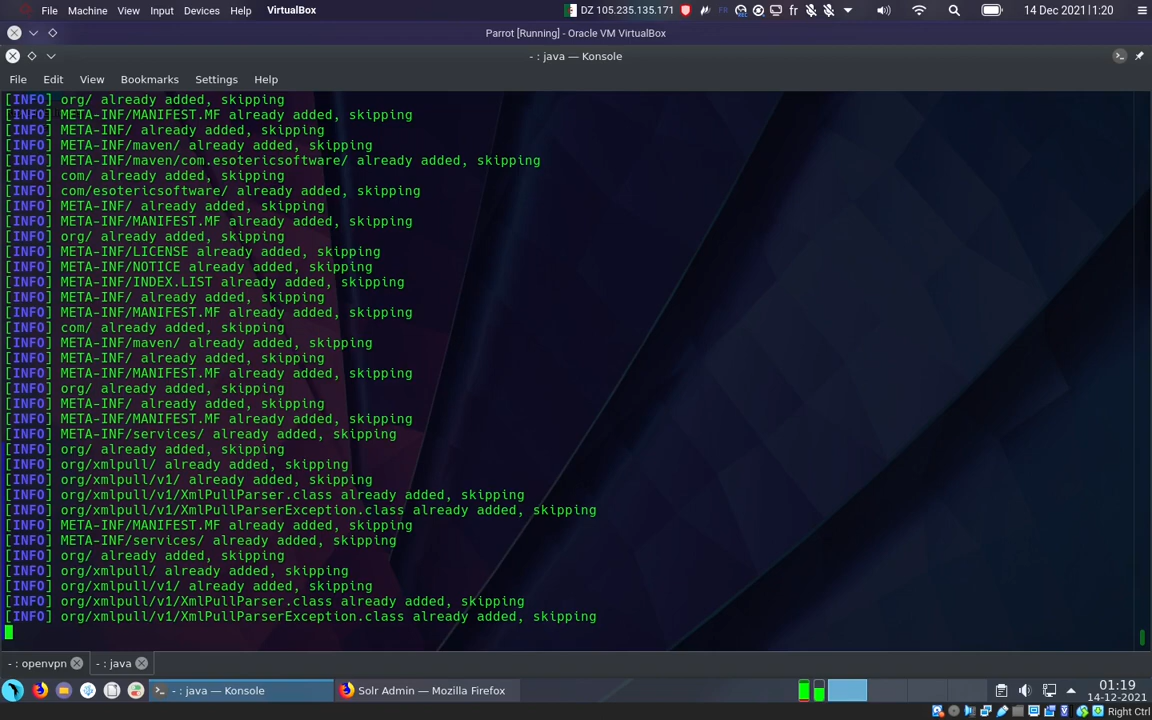 File Machine View Input Devices Help VirtualBox DZ 105.235.135.171 FR fr 14 Dec 2021 1:20
Parrot [Running] - Oracle VM VirtualBox
- : java — Konsole
File Edit View Bookmarks Settings Help
[INFO] org/ already added, skipping
[INFO] META-INF/MANIFEST.MF already added, skipping
[INFO] META-INF/ already added, skipping
[INFO] META-INF/maven/ already added, skipping
[INFO] META-INF/maven/com.esotericsoftware/ already added, skipping
[INFO] com/ already added, skipping
[INFO] com/esotericsoftware/ already added, skipping
[INFO] META-INF/ already added, skipping
[INFO] META-INF/MANIFEST.MF already added, skipping
[INFO] org/ already added, skipping
[INFO] META-INF/LICENSE already added, skipping
[INFO] META-INF/NOTICE already added, skipping
[INFO] META-INF/INDEX.LIST already added, skipping
[INFO] META-INF/ already added, skipping
[INFO] META-INF/MANIFEST.MF already added, skipping
[INFO] com/ already added, skipping
[INFO] META-INF/maven/ already added, skipping
[INFO] META-INF/ already added, skipping
[INFO] META-INF/MANIFEST.MF already added, skipping
[INFO] org/ already added, skipping
[INFO] META-INF/ already added, skipping
[INFO] META-INF/MANIFEST.MF already added, skipping
[INFO] META-INF/services/ already added, skipping
[INFO] org/ already added, skipping
[INFO] org/xmlpull/ already added, skipping
[INFO] org/xmlpull/v1/ already added, skipping
[INFO] org/xmlpull/v1/XmlPullParser.class already added, skipping
[INFO] org/xmlpull/v1/XmlPullParserException.class already added, skipping
[INFO] META-INF/MANIFEST.MF already added, skipping
[INFO] META-INF/services/ already added, skipping
[INFO] org/ already added, skipping
[INFO] org/xmlpull/ already added, skipping
[INFO] org/xmlpull/v1/ already added, skipping
[INFO] org/xmlpull/v1/XmlPullParser.class already added, skipping
[INFO] org/xmlpull/v1/XmlPullParserException.class already added, skipping
- : openvpn - : java
- : java — Konsole Solr Admin — Mozilla Firefox 01:19
14-12-2021
Right Ctrl